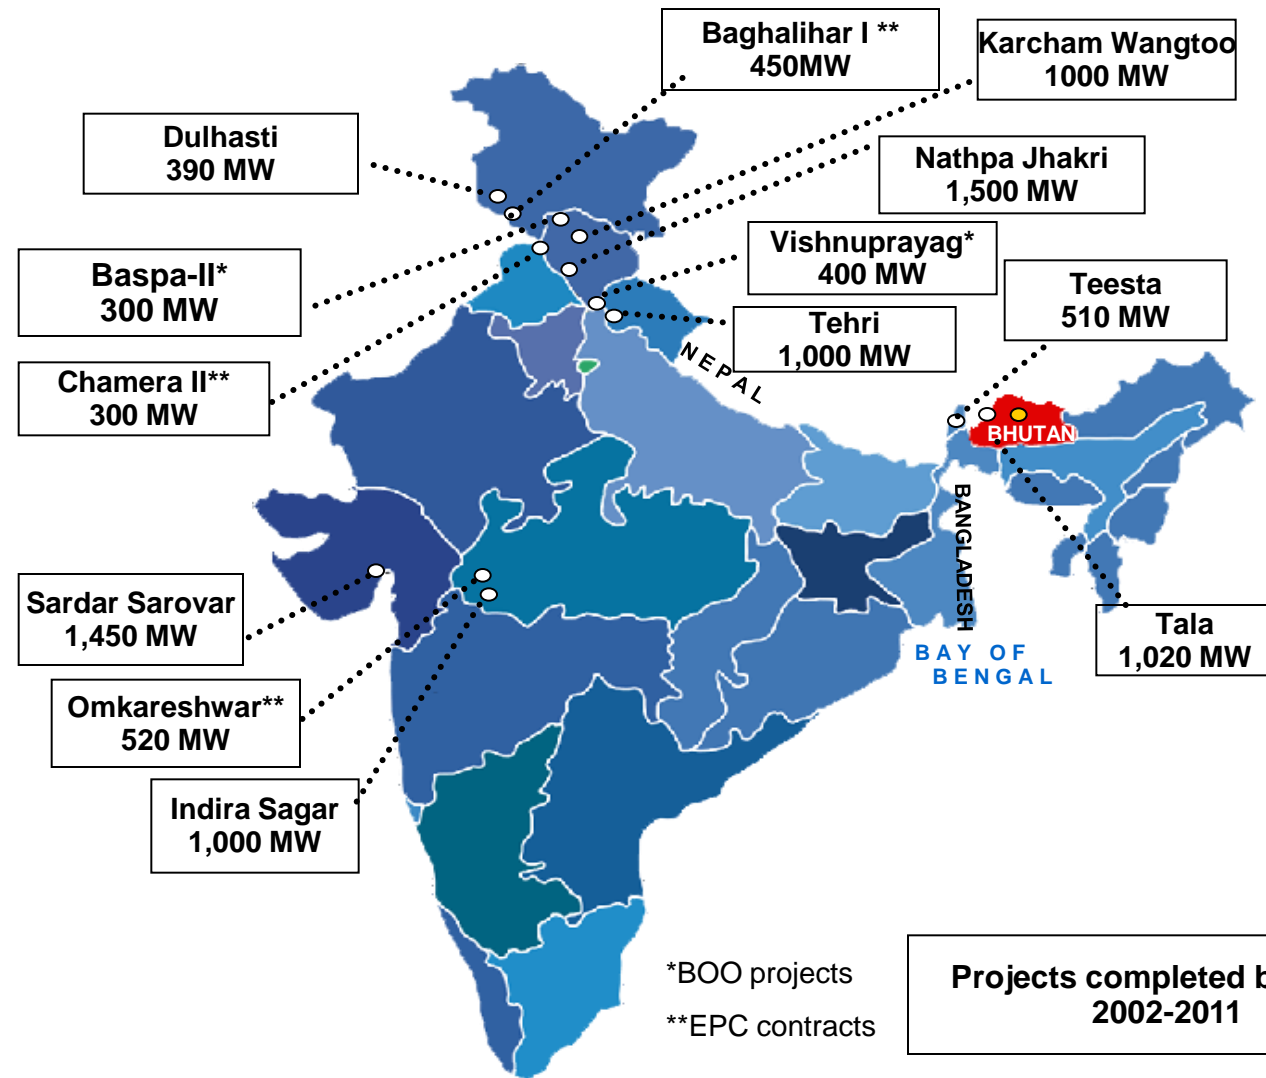 Baghalihar I **
450MW
Karcham Wangtoo
1000 MW
Dulhasti
390 MW
Nathpa Jhakri
1,500 MW
Vishnuprayag*
400 MW
Baspa-II*
300 MW
Teesta
510 MW
Tehri
1,000 MW
NEPAL
Chamera II**
300 MW
BHUTAN
BANGLADESH
Sardar Sarovar
1,450 MW
Tala
1,020 MW
BAY OF
BENGAL
Omkareshwar**
520 MW
Indira Sagar
1,000 MW
*BOO projects
**EPC contracts
Projects completed
2002-2011